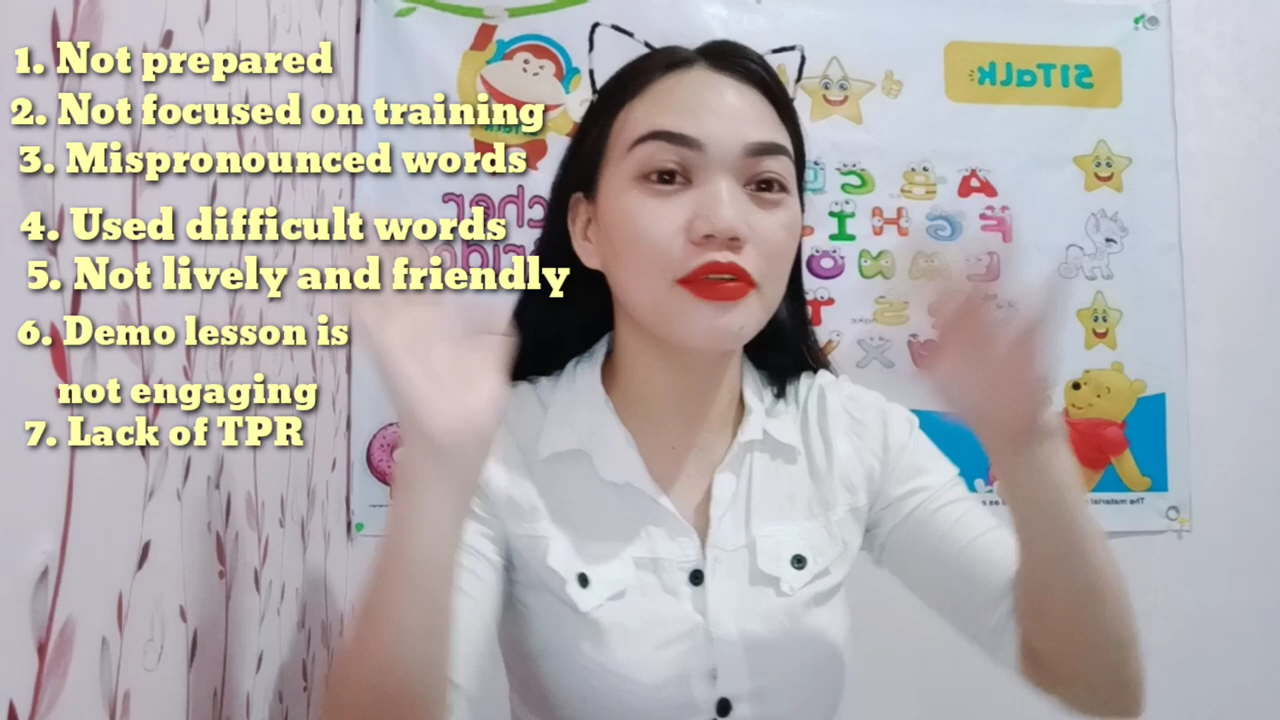 1. Not prepared
2. Not focused on training
3. Mispronounced words
4. Used difficult words
5. Not lively and friendly
6. Demo lesson is
not engaging
7. Lack of TPR
51Talk